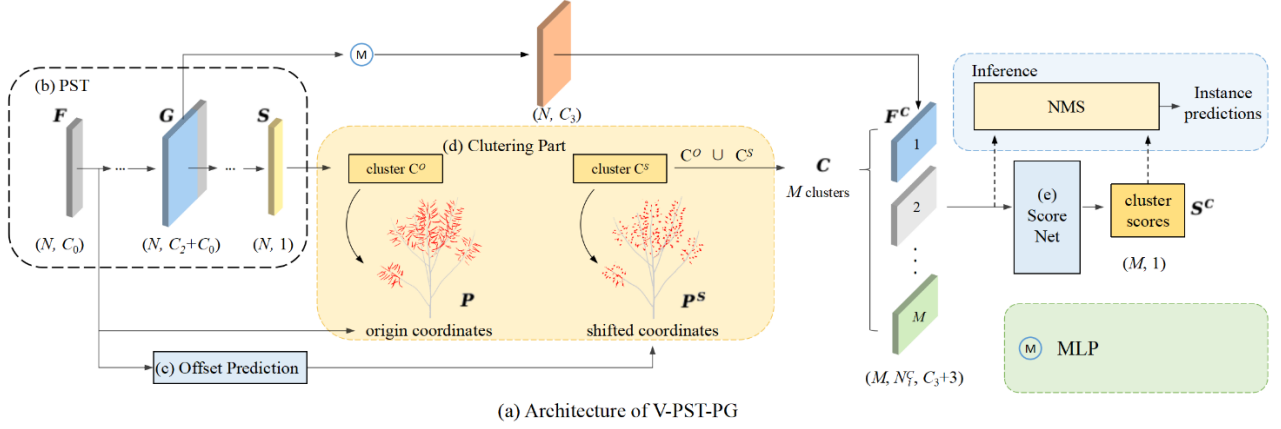 (b) PST
F
G
S
(N, C0)
(N, C2+C0)
(N, 1)
M
(N, C3)
(d) Clutering Part
cluster C^O
cluster C^S
C^O ∪ C^S
P
P^S
origin coordinates
shifted coordinates
(c) Offset Prediction
C
M clusters
F^C
1
2
M
(M, N_i^C, C3+3)
Inference
NMS
Instance
predictions
(e)
Score
Net
cluster
scores
S^C
(M, 1)
M MLP
(a) Architecture of V-PST-PG